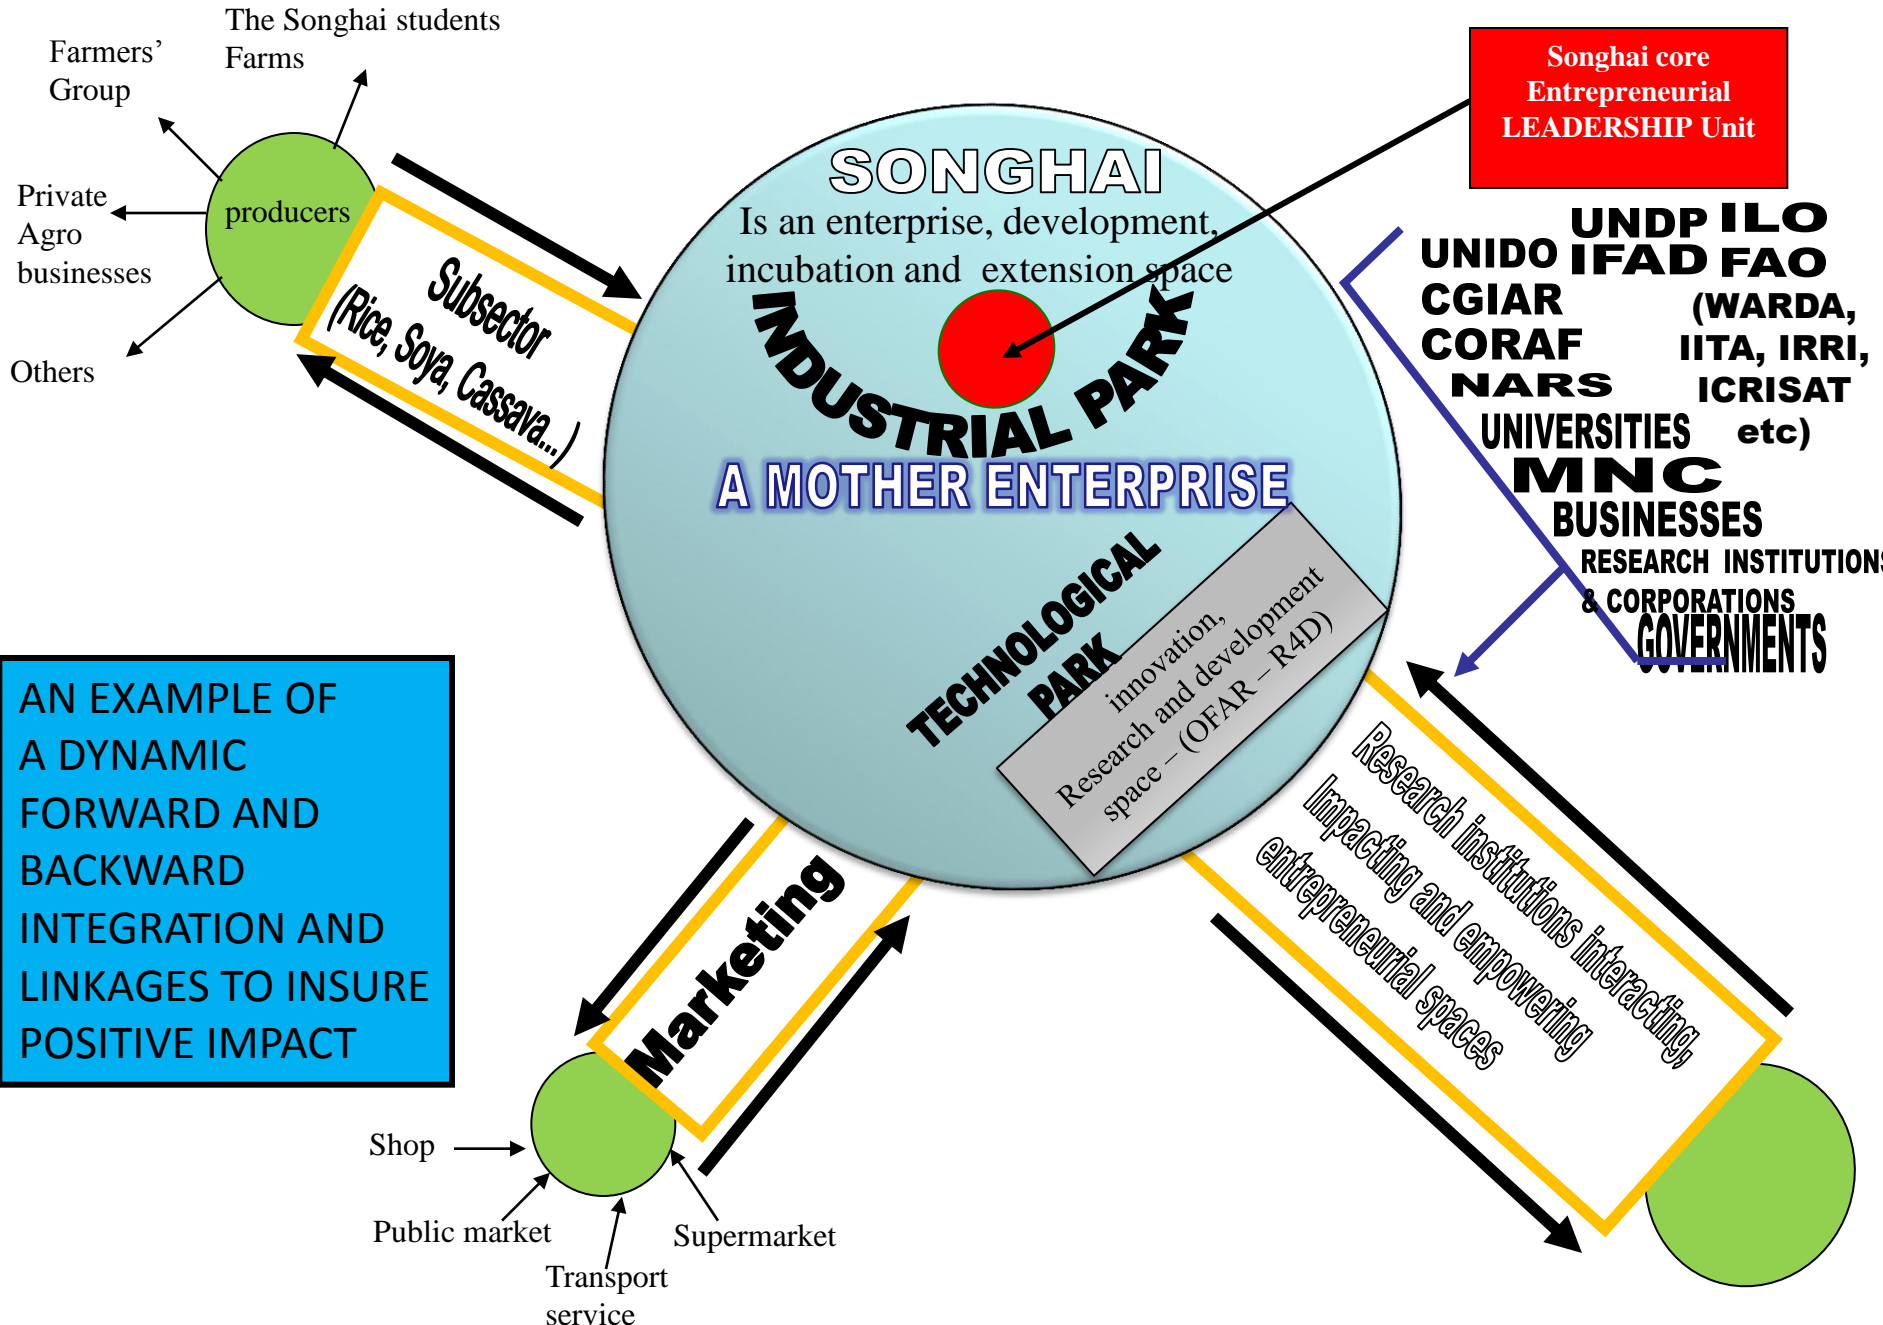 The Songhai students
Farms
Farmers’
Group
Private
Agro
businesses
Others
producers
Subsector
(Rice, Soya, Cassava...)
SONGHAI
Is an enterprise, development,
incubation and extension space
INDUSTRIAL PARK
A MOTHER ENTERPRISE
TECHNOLOGICAL
PARK
innovation,
Research and development
space – (OFAR – R4D)
Songhai core
Entrepreneurial
LEADERSHIP Unit
UNDP ILO
UNIDO IFAD FAO
CGIAR (WARDA,
CORAF IITA, IRRI,
NARS ICRISAT
UNIVERSITIES etc)
MNC
BUSINESSES
RESEARCH INSTITUTIONS
& CORPORATIONS
GOVERNMENTS
AN EXAMPLE OF
A DYNAMIC
FORWARD AND
BACKWARD
INTEGRATION AND
LINKAGES TO INSURE
POSITIVE IMPACT
Research institutions interacting,
Impacting and empowering
entrepreneurial spaces
Marketing
Shop
Public market
Transport
service
Supermarket